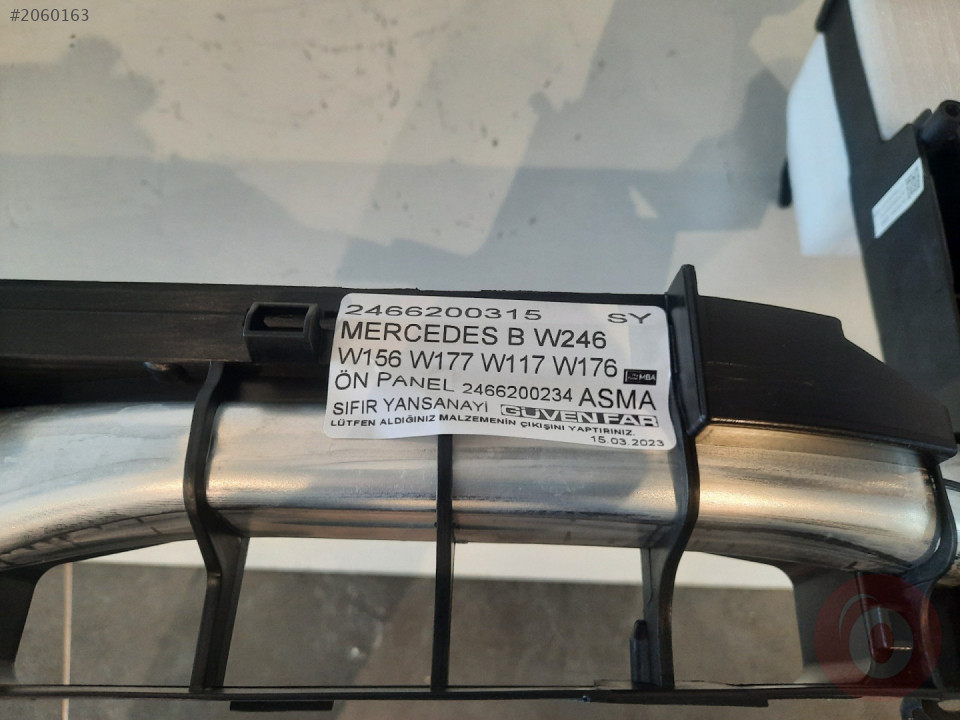 #2060163
2466200315 SY
MERCEDES B W246
W156 W177 W117 W176
MBA
ÖN PANEL 2466200234 ASMA
SIFIR YANSANAYİ GÜVEN FAR
LÜTFEN ALDIĞINIZ MALZEMENİN ÇIKIŞINI YAPTIRINIZ.
15.03.2023